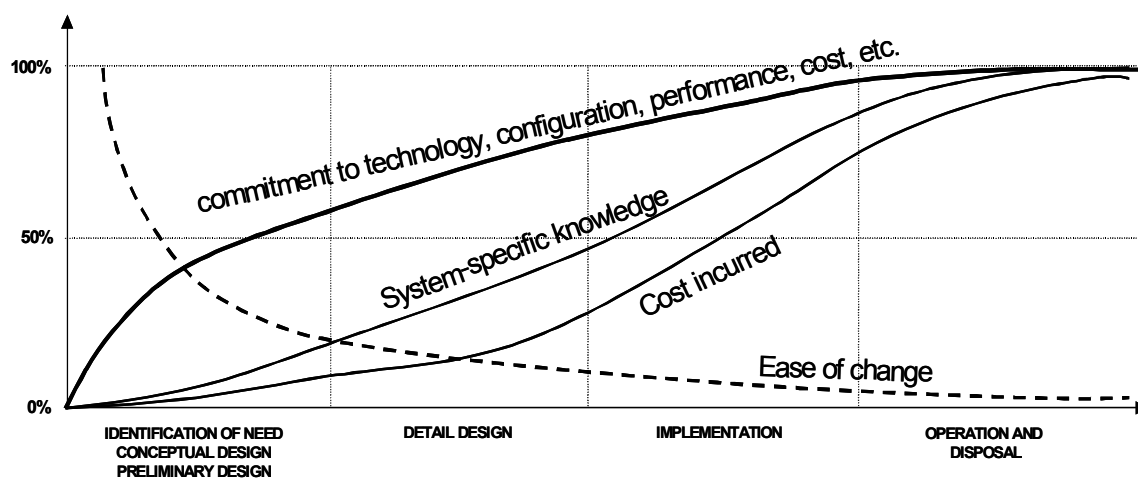 100%
commitment to technology, configuration, performance, cost, etc.
50%
System-specific knowledge
Cost incurred
Ease of change
0%
IDENTIFICATION OF NEED
CONCEPTUAL DESIGN
PRELIMINARY DESIGN
DETAIL DESIGN
IMPLEMENTATION
OPERATION AND
DISPOSAL